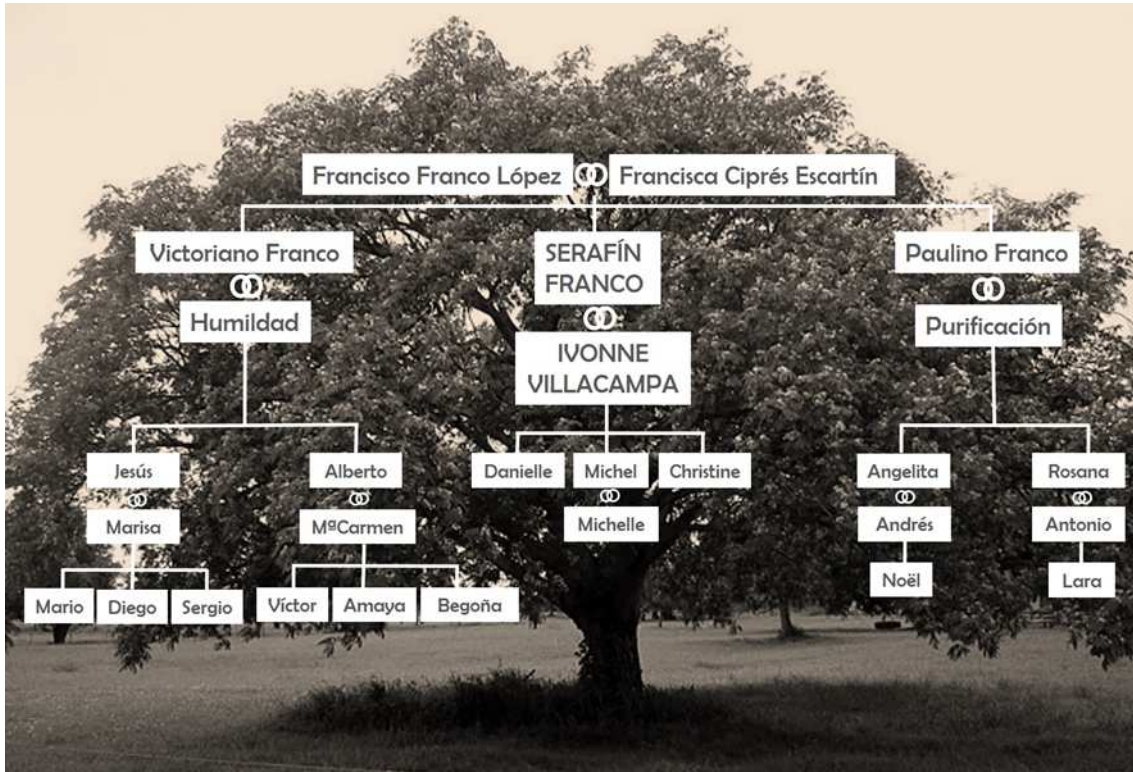 Francisco Franco López
Francisca Ciprés Escartín
Victoriano Franco
SERAFÍN
FRANCO
Paulino Franco
Humildad
IVONNE
VILLACAMPA
Purificación
Jesús
Alberto
Danielle
Michel
Christine
Angelita
Rosana
Marisa
MªCarmen
Michelle
Andrés
Antonio
Mario
Diego
Sergio
Víctor
Amaya
Begoña
Noël
Lara